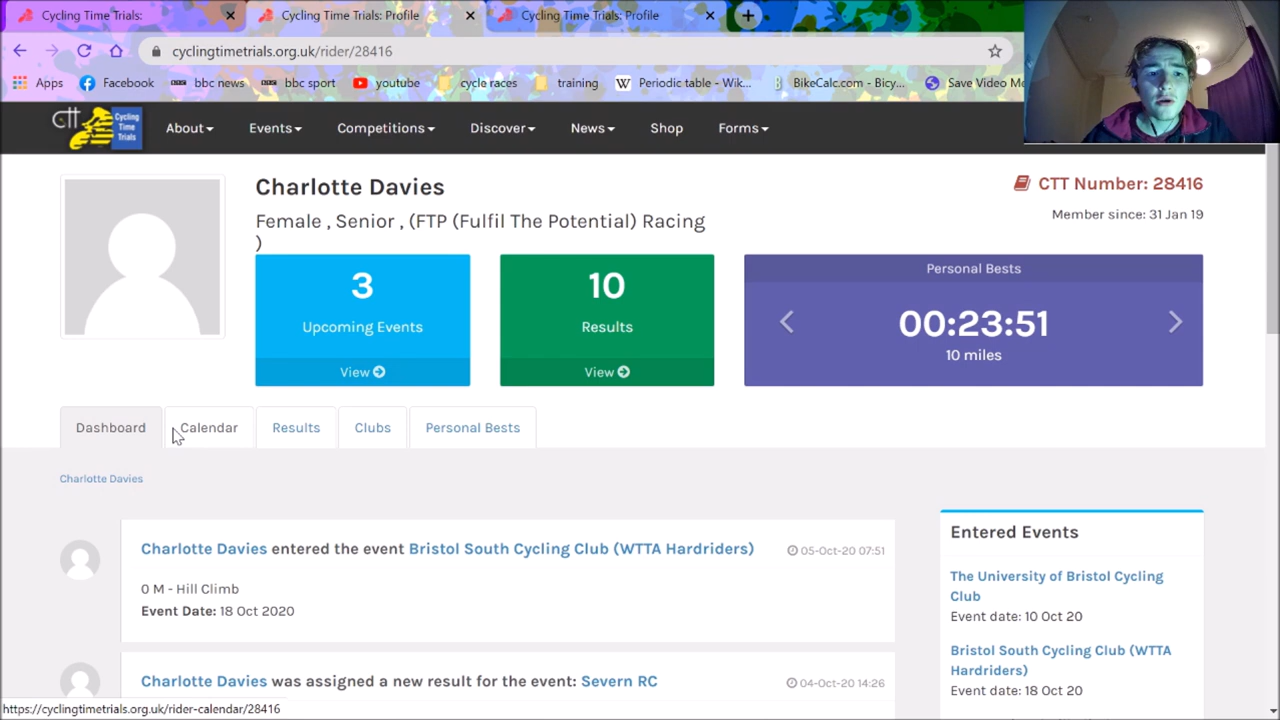 Cycling Time Trials:
Cycling Time Trials: Profile
Cycling Time Trials: Profile
cyclingtimetrials.org.uk/rider/28416
Apps
Facebook
BBC
bbc news
BBC
bbc sport
youtube
cycle races
training
W
Periodic table - Wik...
BikeCalc.com - Bicy...
Save Video Me
ctt
Cycling
Time
Trials
About
Events
Competitions
Discover
News
Shop
Forms
Charlotte Davies
Female , Senior , (FTP (Fulfil The Potential) Racing
)
CTT Number: 28416
Member since: 31 Jan 19
3
Upcoming Events
View
10
Results
View
Personal Bests
00:23:51
10 miles
Dashboard
Calendar
Results
Clubs
Personal Bests
Charlotte Davies
Charlotte Davies entered the event Bristol South Cycling Club (WTTA Hardriders)
05-Oct-20 07:51
0 M - Hill Climb
Event Date: 18 Oct 2020
Charlotte Davies was assigned a new result for the event: Severn RC
04-Oct-20 14:26
Entered Events
The University of Bristol Cycling
Club
Event date: 10 Oct 20
Bristol South Cycling Club (WTTA
Hardriders)
Event date: 18 Oct 20
https://cyclingtimetrials.org.uk/rider-calendar/28416